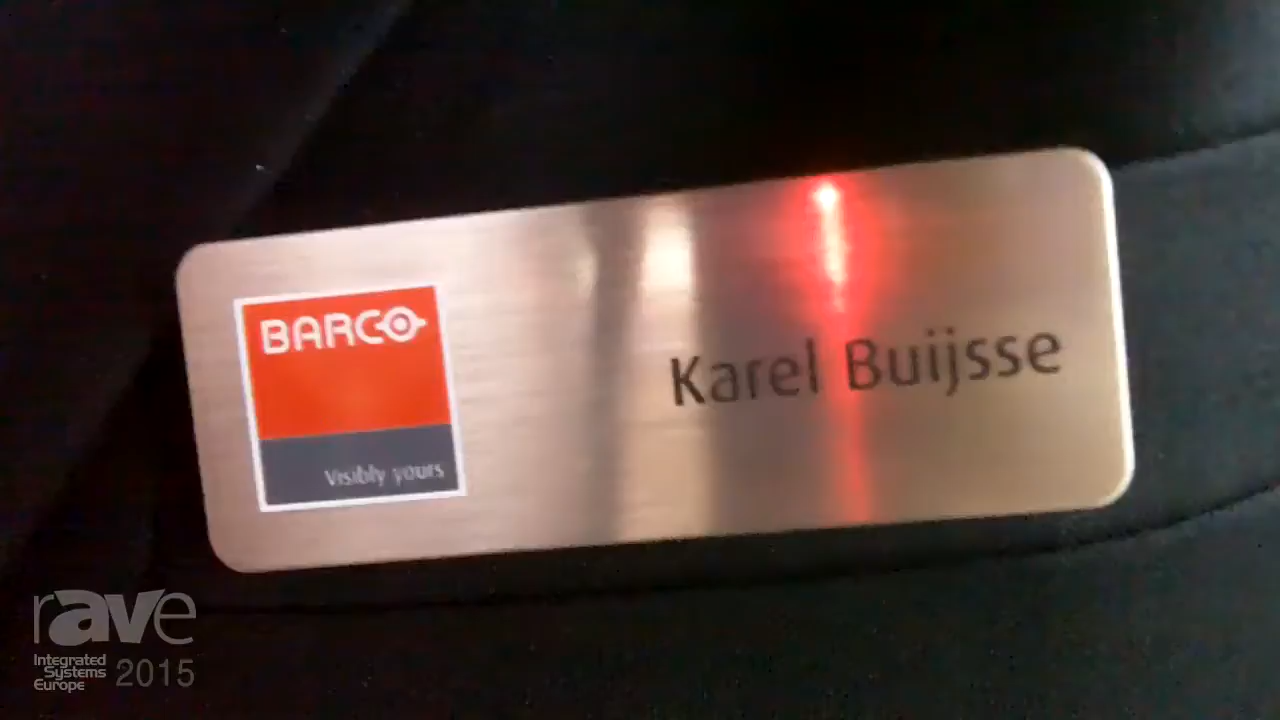 BARCO
Visibly yours
Karel Buijsse
rave
Integrated
Systems
Europe
2015